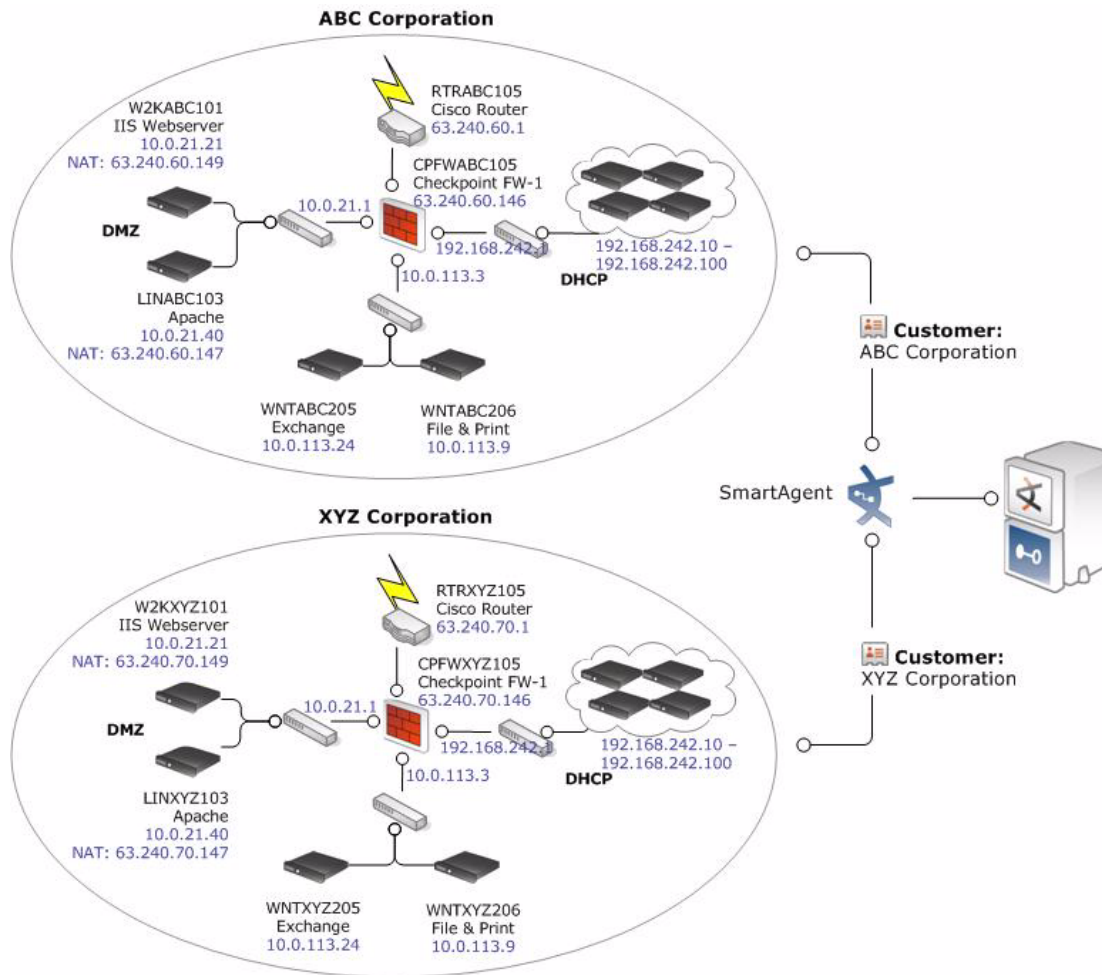 ABC Corporation
RTRABC105
Cisco Router
63.240.60.1
W2KABC101
IIS Webserver
10.0.21.21
NAT: 63.240.60.149
CPFWABC105
Checkpoint FW-1
63.240.60.146
10.0.21.1
DMZ
192.168.242.1
192.168.242.10 –
192.168.242.100
DHCP
10.0.113.3
LINABC103
Apache
10.0.21.40
NAT: 63.240.60.147
WNTABC205
Exchange
10.0.113.24
WNTABC206
File & Print
10.0.113.9
Customer:
ABC Corporation
SmartAgent
XYZ Corporation
RTRXYZ105
Cisco Router
63.240.70.1
W2KXYZ101
IIS Webserver
10.0.21.21
NAT: 63.240.70.149
CPFWXYZ105
Checkpoint FW-1
63.240.70.146
10.0.21.1
DMZ
192.168.242.1
192.168.242.10 –
192.168.242.100
DHCP
10.0.113.3
LINXYZ103
Apache
10.0.21.40
NAT: 63.240.70.147
WNTXYZ205
Exchange
10.0.113.24
WNTXYZ206
File & Print
10.0.113.9
Customer:
XYZ Corporation